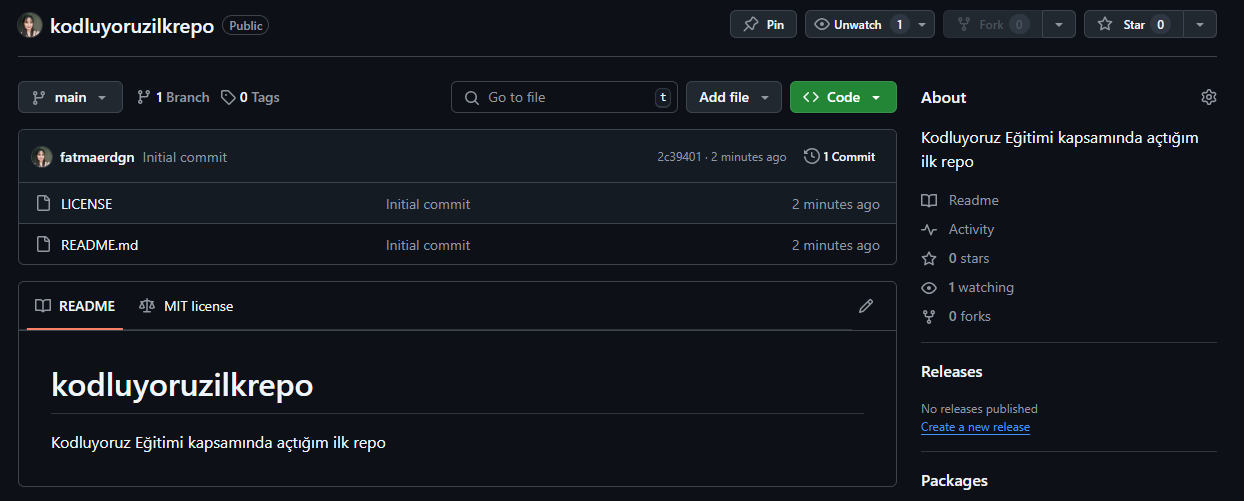 kodluyoruzilkrepo Public
Pin
Unwatch 1
Fork 0
Star 0
main
1 Branch
0 Tags
Go to file t
Add file
Code
fatmaerdgn Initial commit 2c39401 · 2 minutes ago 1 Commit
LICENSE Initial commit 2 minutes ago
README.md Initial commit 2 minutes ago
README MIT license
kodluyoruzilkrepo
Kodluyoruz Eğitimi kapsamında açtığım ilk repo
About
Kodluyoruz Eğitimi kapsamında açtığım
ilk repo
Readme
Activity
0 stars
1 watching
0 forks
Releases
No releases published
Create a new release
Packages